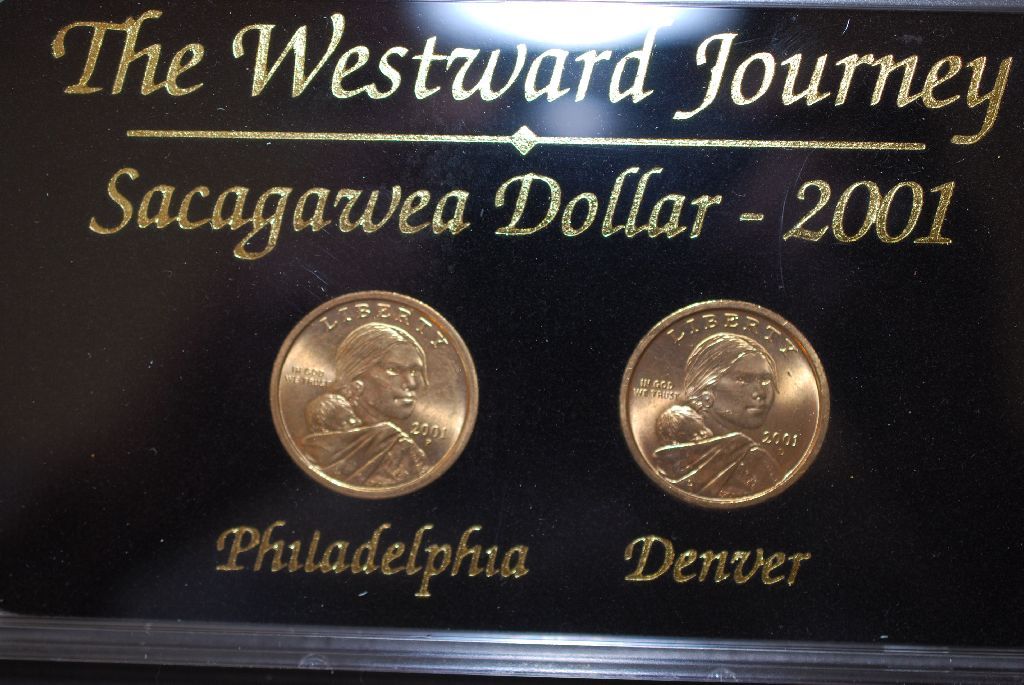 The Westward Journey
Sacagawea Dollar - 2001
LIBERTY
IN GOD
WE TRUST
2001
P
LIBERTY
IN GOD
WE TRUST
2001
D
Philadelphia
Denver